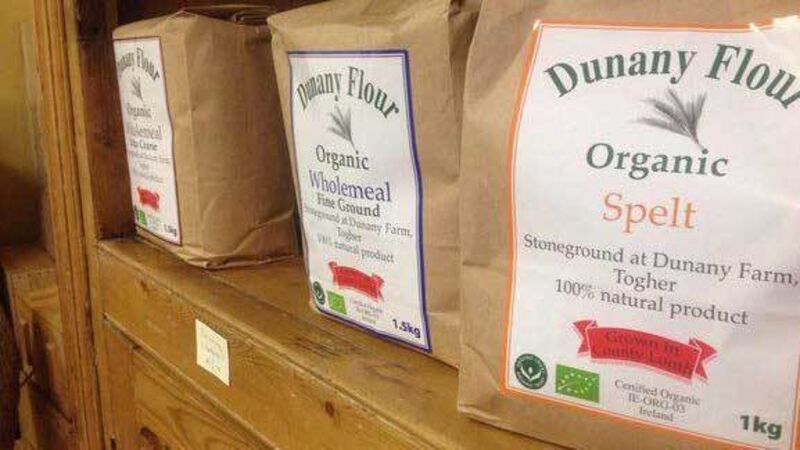 Dunany Flour
Organic
Wholemeal
Organic
Dunany Flour
Organic
Wholemeal
Fine Ground
Stoneground at Dunany Farm,
Togher
100% natural product
1.5kg
Dunany Flour
Organic
Spelt
Stoneground at Dunany Farm,
Togher
100% natural product
Grown in
County Louth
Certified Organic
IE-ORG-03
Ireland
1kg